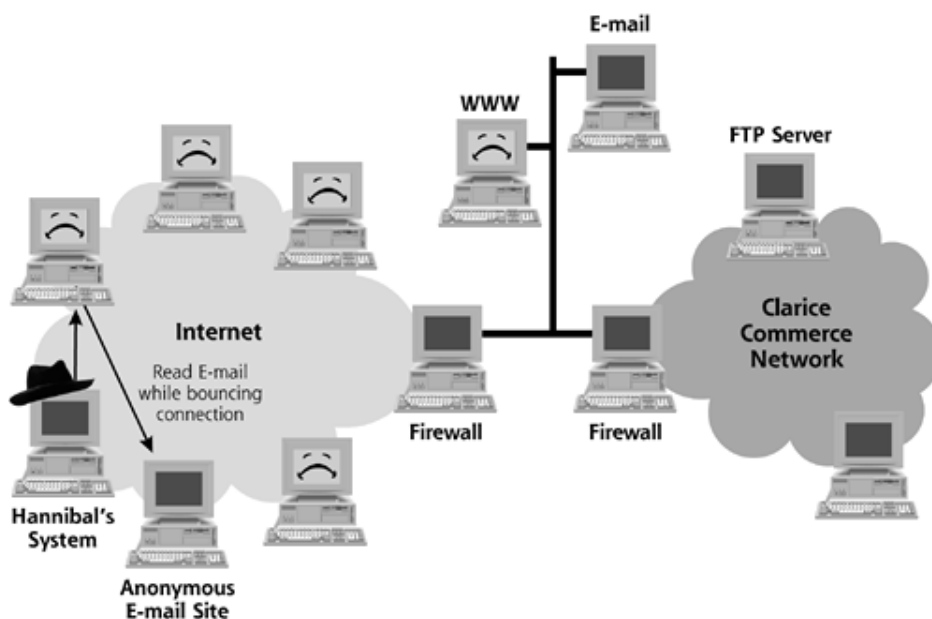 E-mail
WWW
FTP Server
Internet
Read E-mail
while bouncing
connection
Clarice
Commerce
Network
Firewall
Firewall
Hannibal's
System
Anonymous
E-mail Site